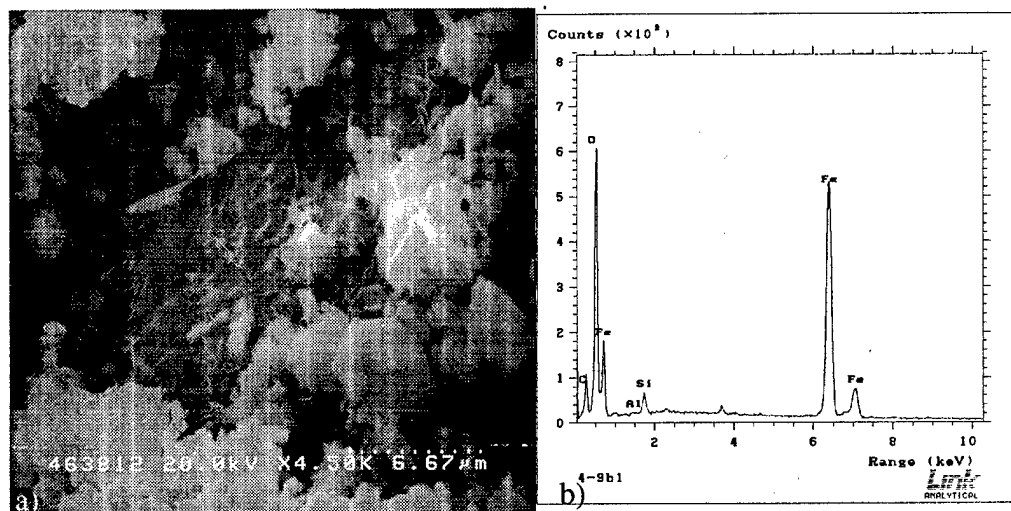 463812 20.0kV X4.50K 6.67µm
a)
Counts (×10³)
8
7
6
5
4
3
2
1
0
O
Fe
C
Al
Si
Fe
Fe
2 4 6 8 10
Range (keV)
4-9b1
b)
Link
ANALYTICAL